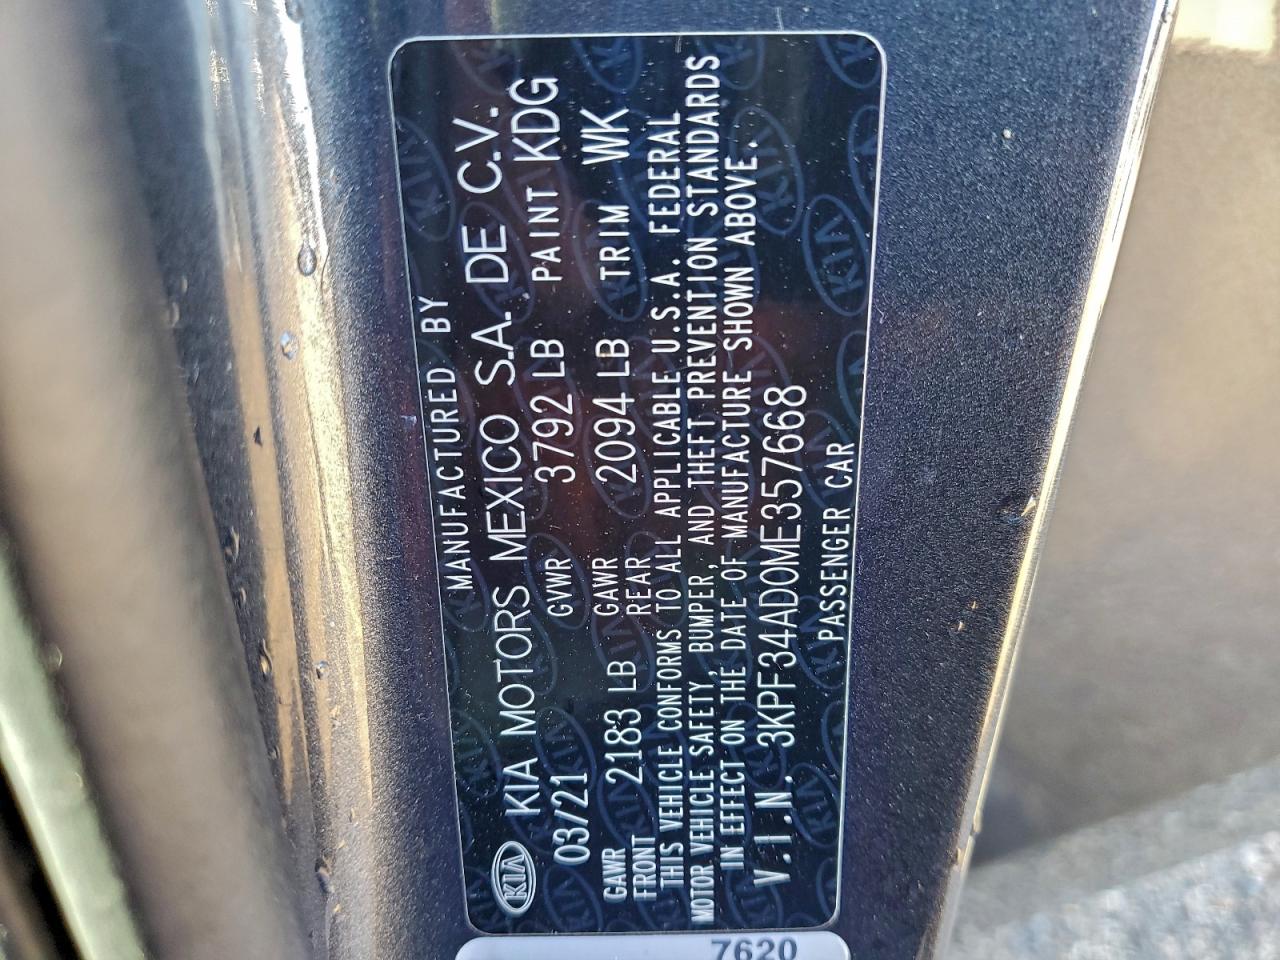 MANUFACTURED BY
KIA KIA MOTORS MEXICO S.A. DE C.V.
03/21 GVWR 3792 LB PAINT KDG
GAWR FRONT 2183 LB GAWR REAR 2094 LB TRIM WK
THIS VEHICLE CONFORMS TO ALL APPLICABLE U.S.A. FEDERAL
MOTOR VEHICLE SAFETY, BUMPER, AND THEFT PREVENTION STANDARDS
IN EFFECT ON THE DATE OF MANUFACTURE SHOWN ABOVE.
V.I.N. 3KPF34AD0ME357668
PASSENGER CAR
7620